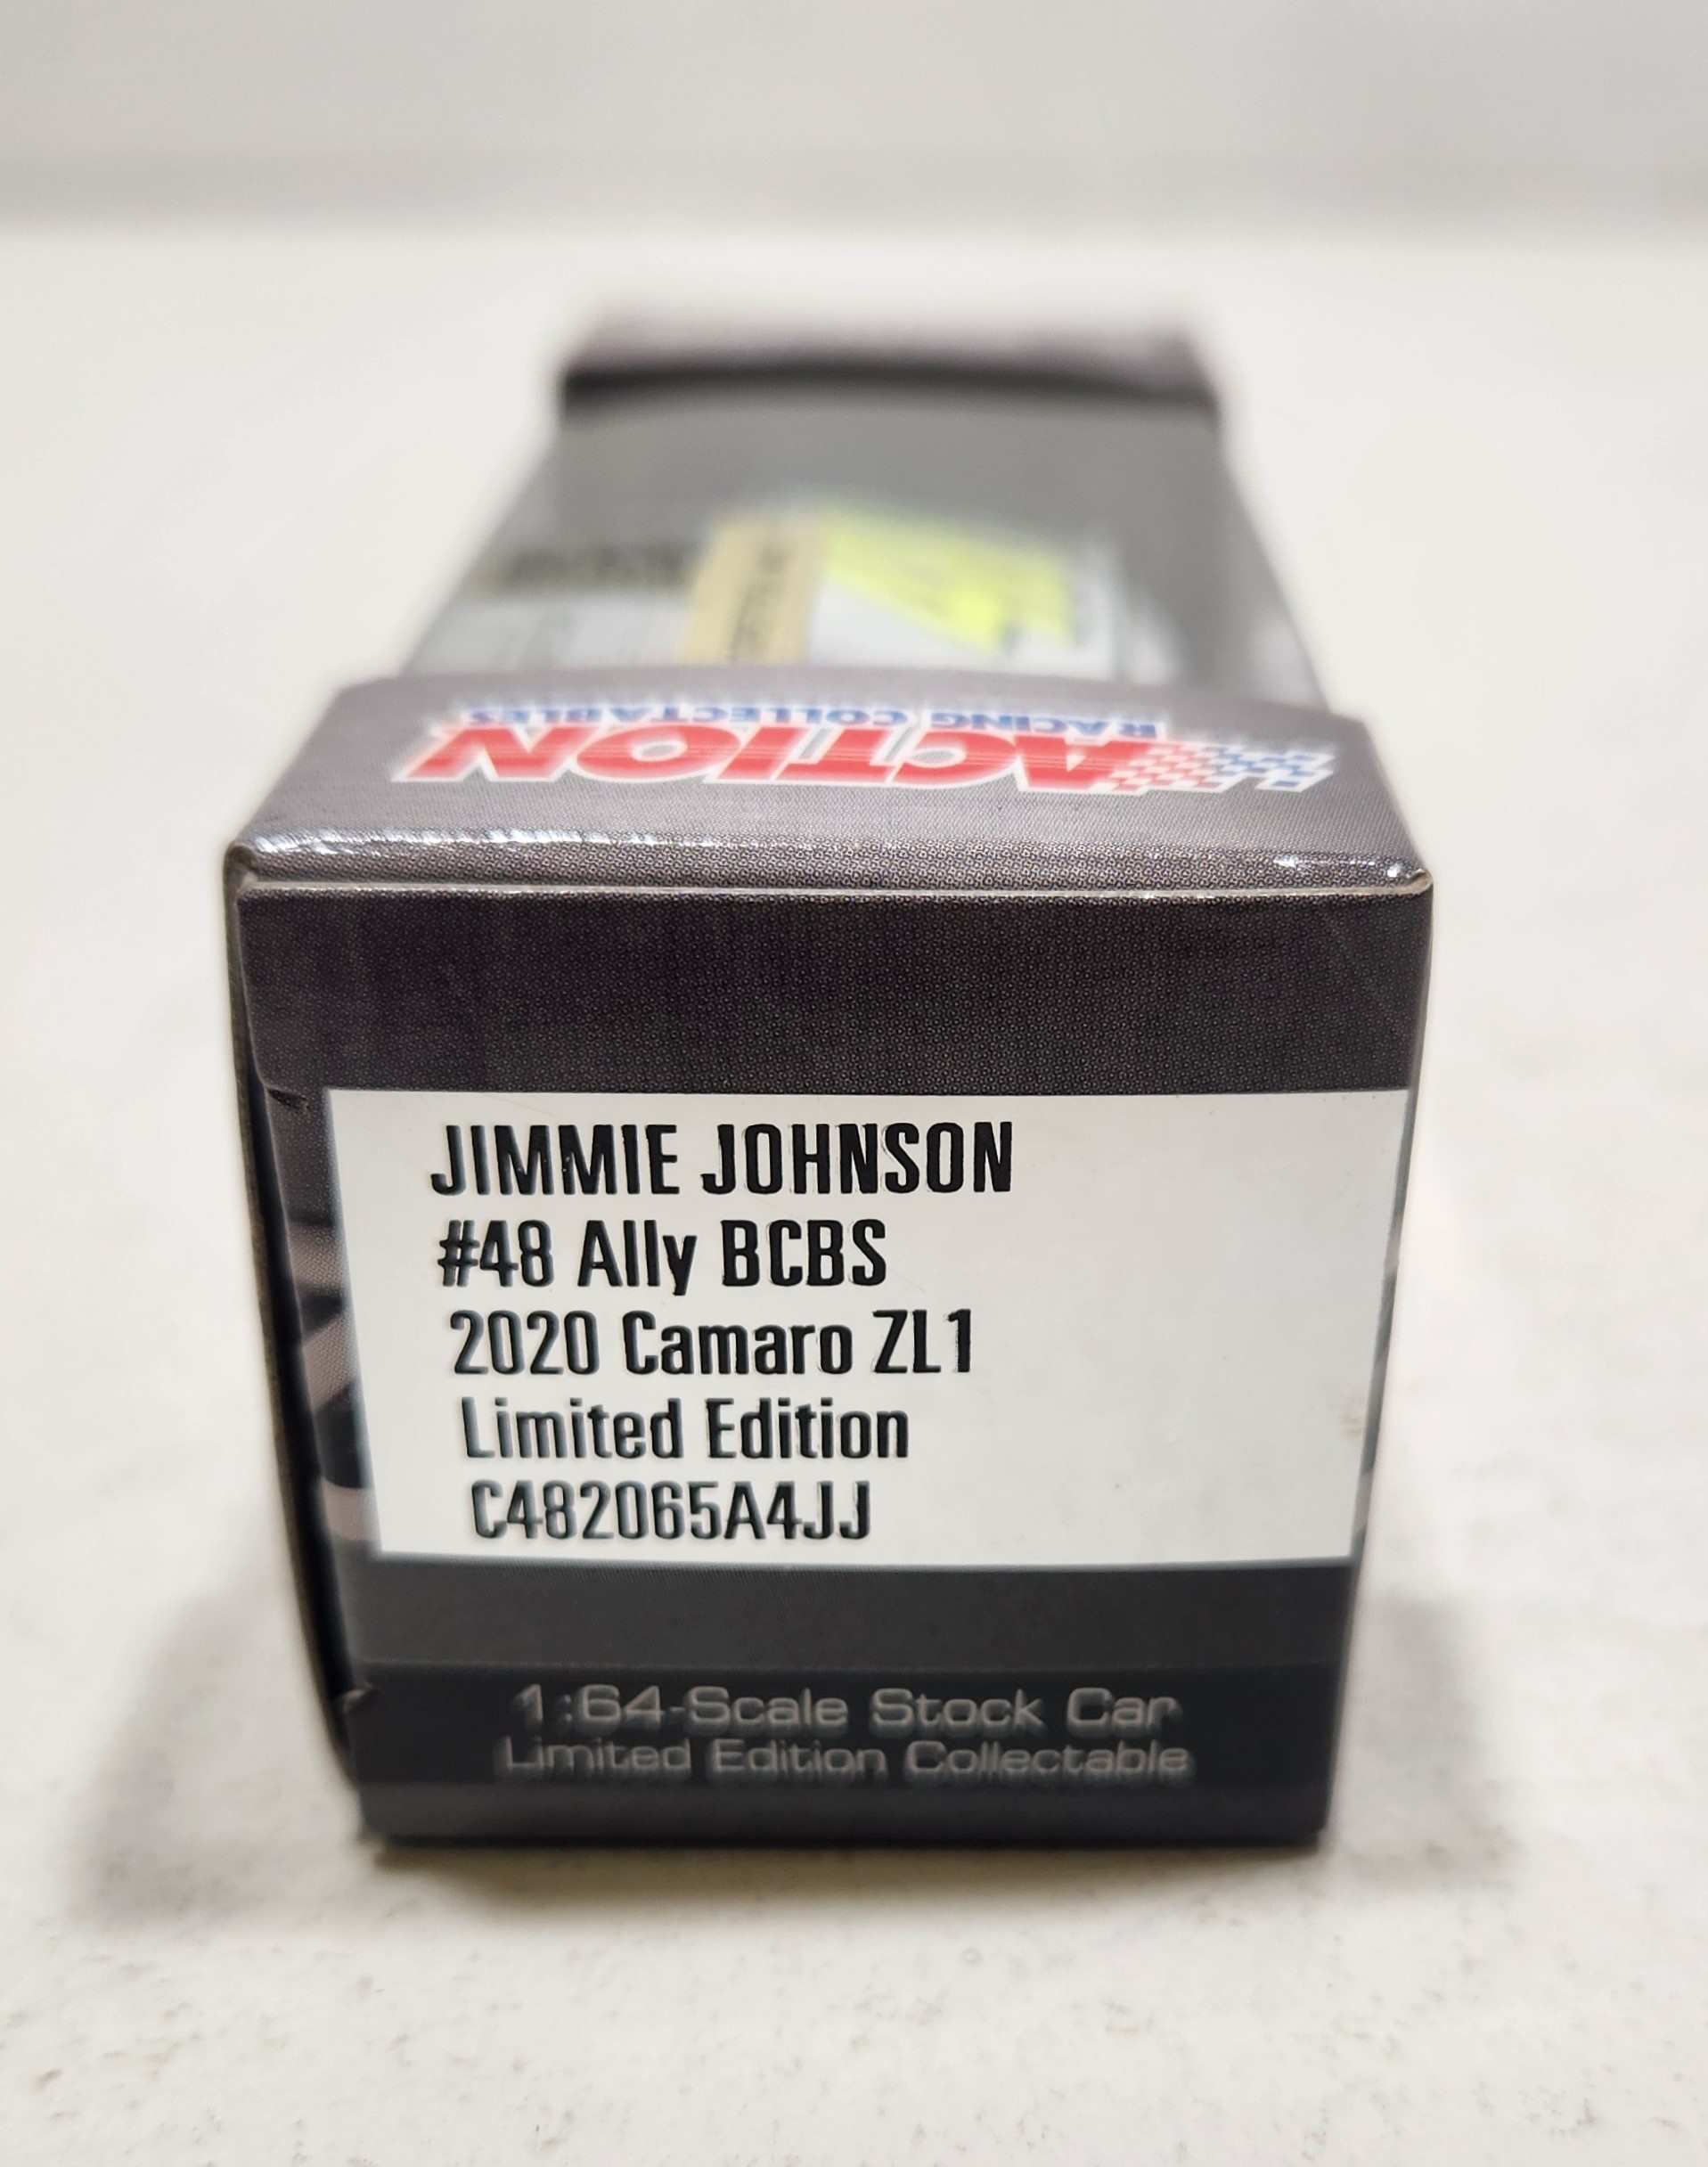 ACTION
RACING COLLECTABLES
JIMMIE JOHNSON
#48 Ally BCBS
2020 Camaro ZL1
Limited Edition
C482065A4JJ
1:64-Scale Stock Car
Limited Edition Collectable